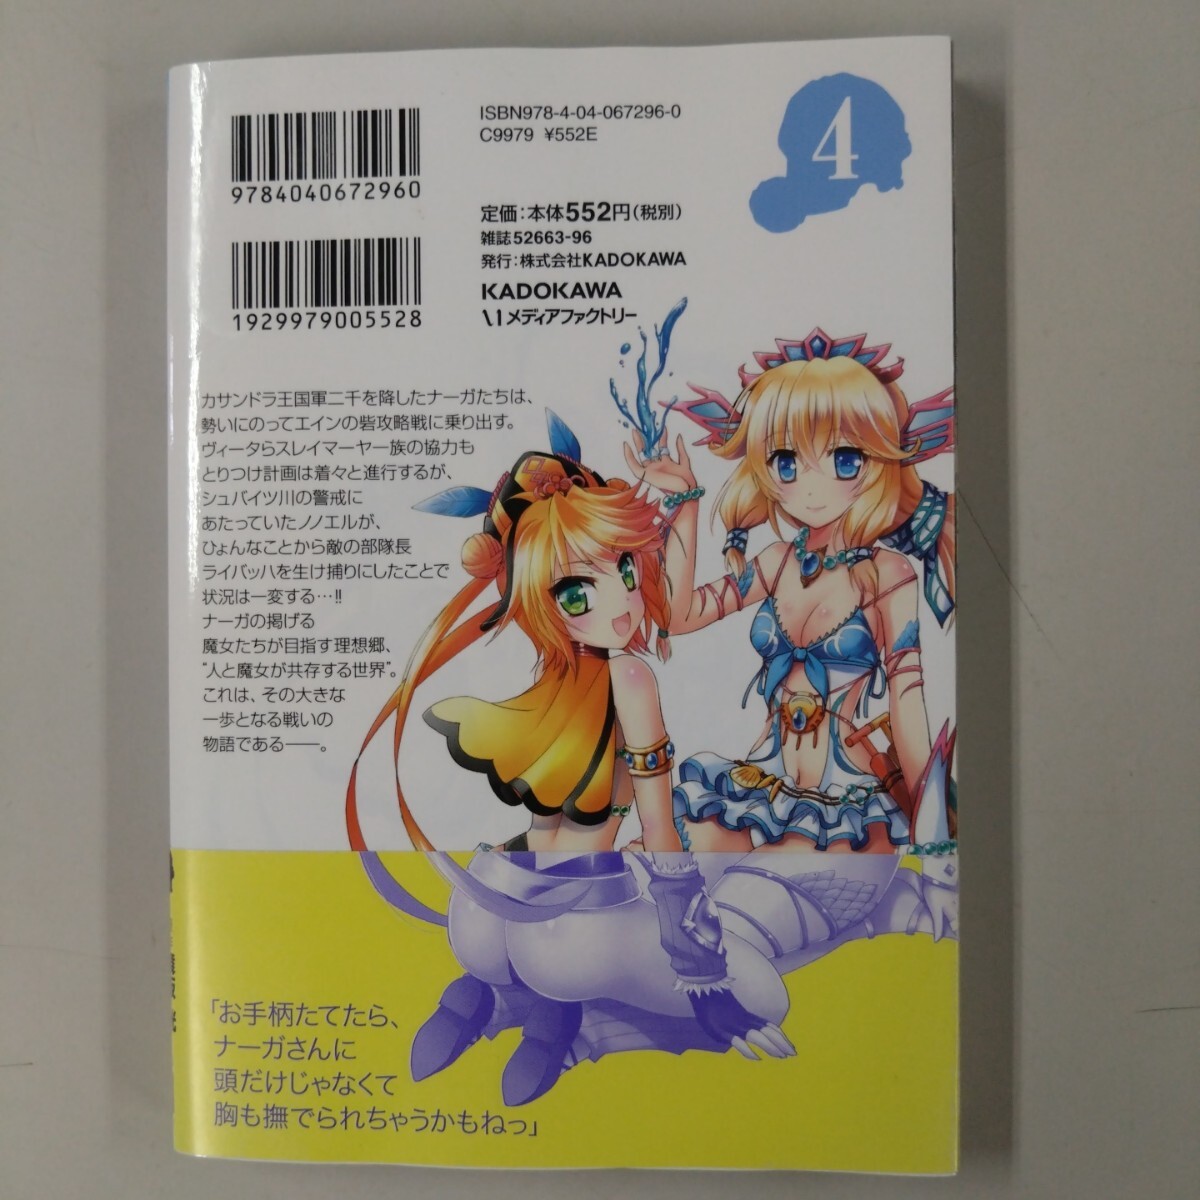 9784040672960
1929979005528
ISBN978-4-04-067296-0
C9979 ¥552E
定価:本体552円(税別)
雑誌52663-96
発行:株式会社KADOKAWA
KADOKAWA
メディアファクトリー
4
カサンドラ王国軍二千を降したナーガたちは、
勢いにのってエインの砦攻略戦に乗り出す。
ヴィータらスレイマーヤ一族の協力も
とりつけ計画は着々と進行するが、
シュバイツ川の警戒に
あたっていたノノエルが、
ひょんなことから敵の部隊長
ライバッハを生け捕りにしたことで
状況は一変する…!!
ナーガの掲げる
魔女たちが目指す理想郷、
“人と魔女が共存する世界”。
これは、その大きな
一歩となる戦いの
物語である――。
「お手柄たてたら、
ナーガさんに
頭だけじゃなくて
胸も撫でられちゃうかもねっ」